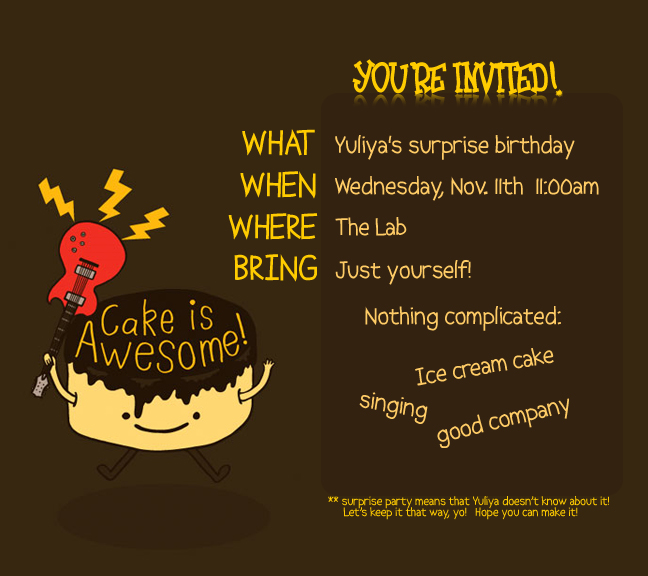 YOU'RE INVITED!
WHAT Yuliya's surprise birthday
WHEN Wednesday, Nov. 11th 11:00am
WHERE The Lab
BRING Just yourself!
Nothing complicated:
Ice cream cake
singing
good company
Cake is
Awesome!
** surprise party means that Yuliya doesn't know about it!
Let's keep it that way, yo! Hope you can make it!